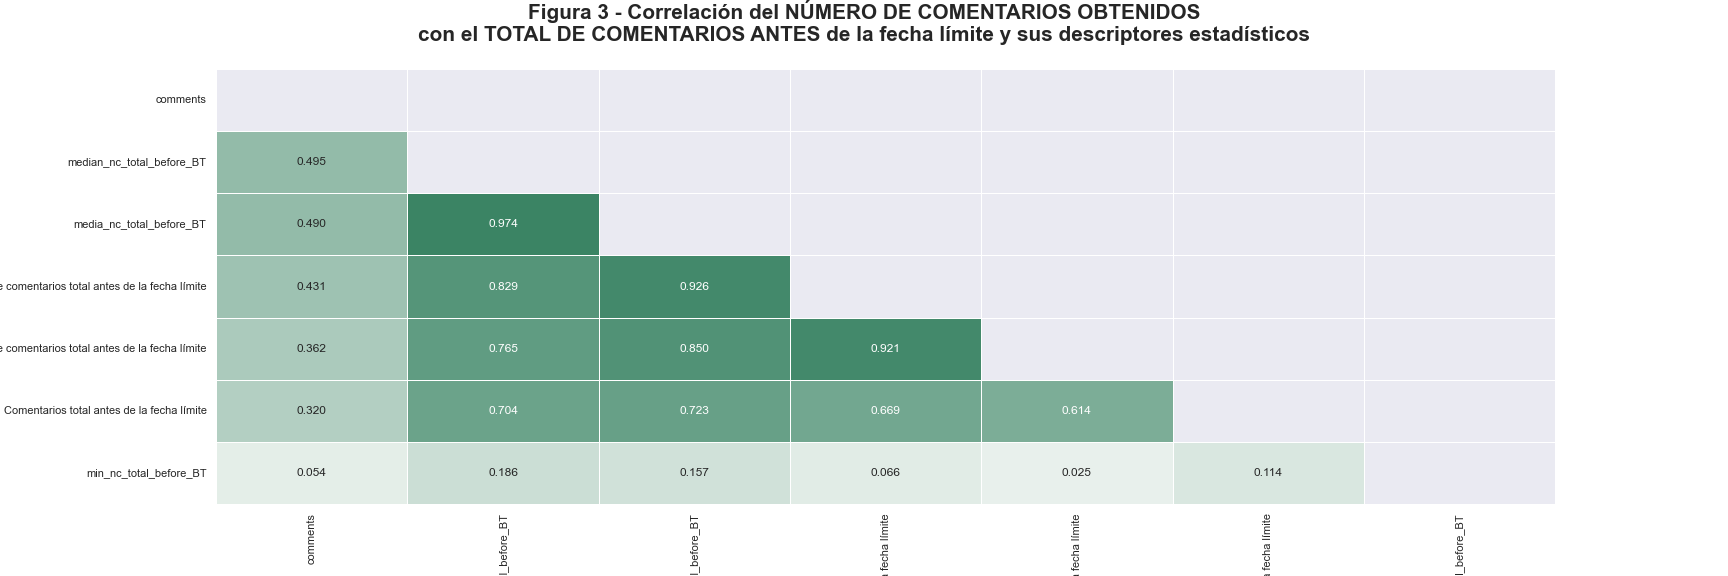 Figura 3 - Correlación del NÚMERO DE COMENTARIOS OBTENIDOS
con el TOTAL DE COMENTARIOS ANTES de la fecha límite y sus descriptores estadísticos
comments
median_nc_total_before_BT
0.495
media_nc_total_before_BT
0.490
0.974
comentarios total antes de la fecha límite
0.431
0.829
0.926
comentarios total antes de la fecha límite
0.362
0.765
0.850
0.921
Comentarios total antes de la fecha límite
0.320
0.704
0.723
0.669
0.614
min_nc_total_before_BT
0.054
0.186
0.157
0.066
0.025
0.114
comments
l_before_BT
l_before_BT
fecha límite
fecha límite
fecha límite
l_before_BT